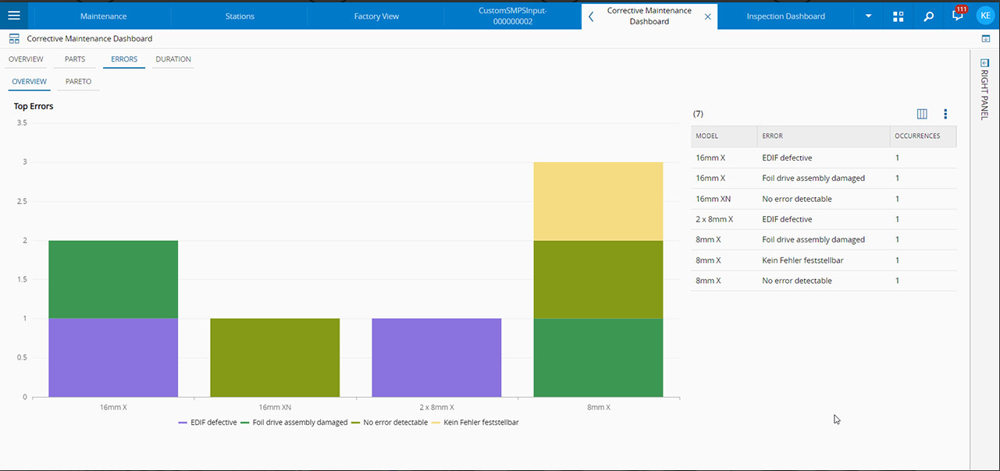 Maintenance
Stations
Factory View
CustomSMPSInput-
000000002
Corrective Maintenance
Dashboard
Inspection Dashboard
111
KE
Corrective Maintenance Dashboard
OVERVIEW PARTS ERRORS DURATION
OVERVIEW PARETO
RIGHT PANEL
Top Errors
3.5
3
2.5
2
1.5
1
0.5
0
16mm X 16mm XN 2 x 8mm X 8mm X
EDIF defective Foil drive assembly damaged No error detectable Kein Fehler feststellbar
(7)
MODEL ERROR OCCURRENCES
16mm X EDIF defective 1
16mm X Foil drive assembly damaged 1
16mm XN No error detectable 1
2 x 8mm X EDIF defective 1
8mm X Foil drive assembly damaged 1
8mm X Kein Fehler feststellbar 1
8mm X No error detectable 1